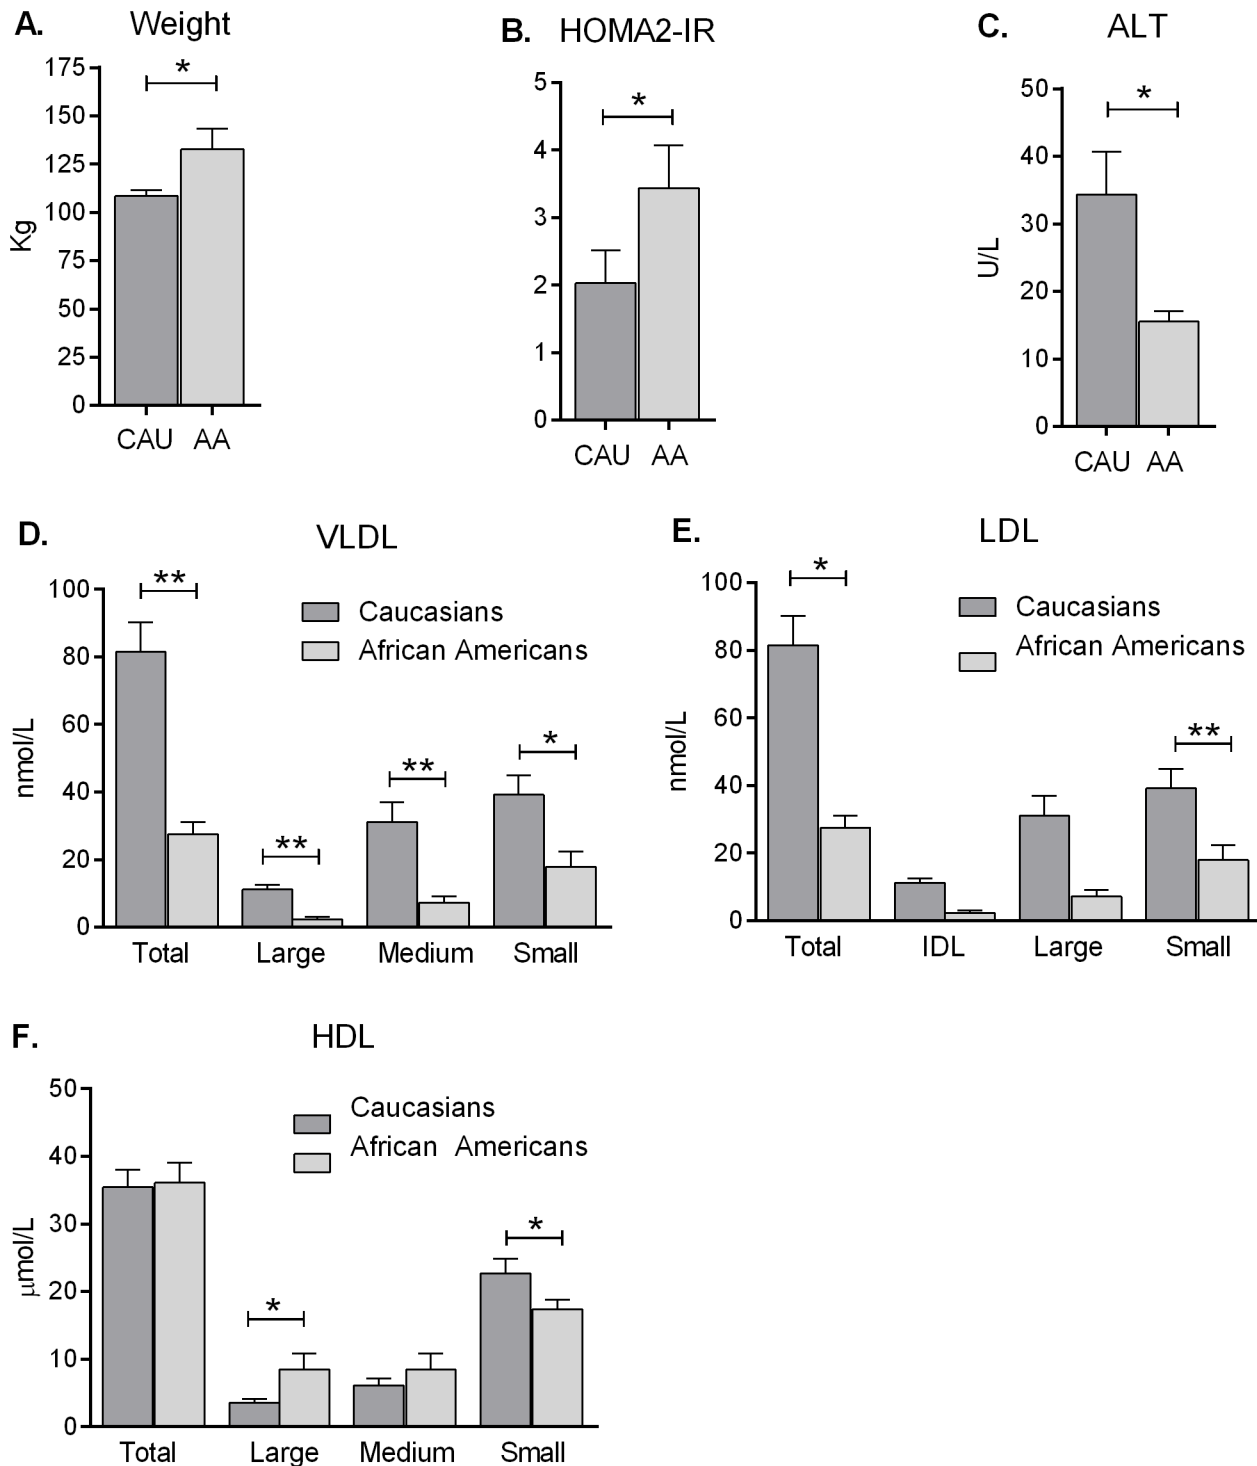 A. Weight
*
175
150
125
100
75
50
25
0
Kg
CAU AA
B. HOMA2-IR
*
5
4
3
2
1
0
CAU AA
C. ALT
*
50
40
30
20
10
0
U/L
CAU AA
D. VLDL
100
80
60
40
20
0
nmol/L
**
**
**
*
Caucasians
African Americans
Total Large Medium Small
E. LDL
100
80
60
40
20
0
nmol/L
*
**
Caucasians
African Americans
Total IDL Large Small
F. HDL
50
40
30
20
10
0
µmol/L
*
*
Caucasians
African Americans
Total Large Medium Small